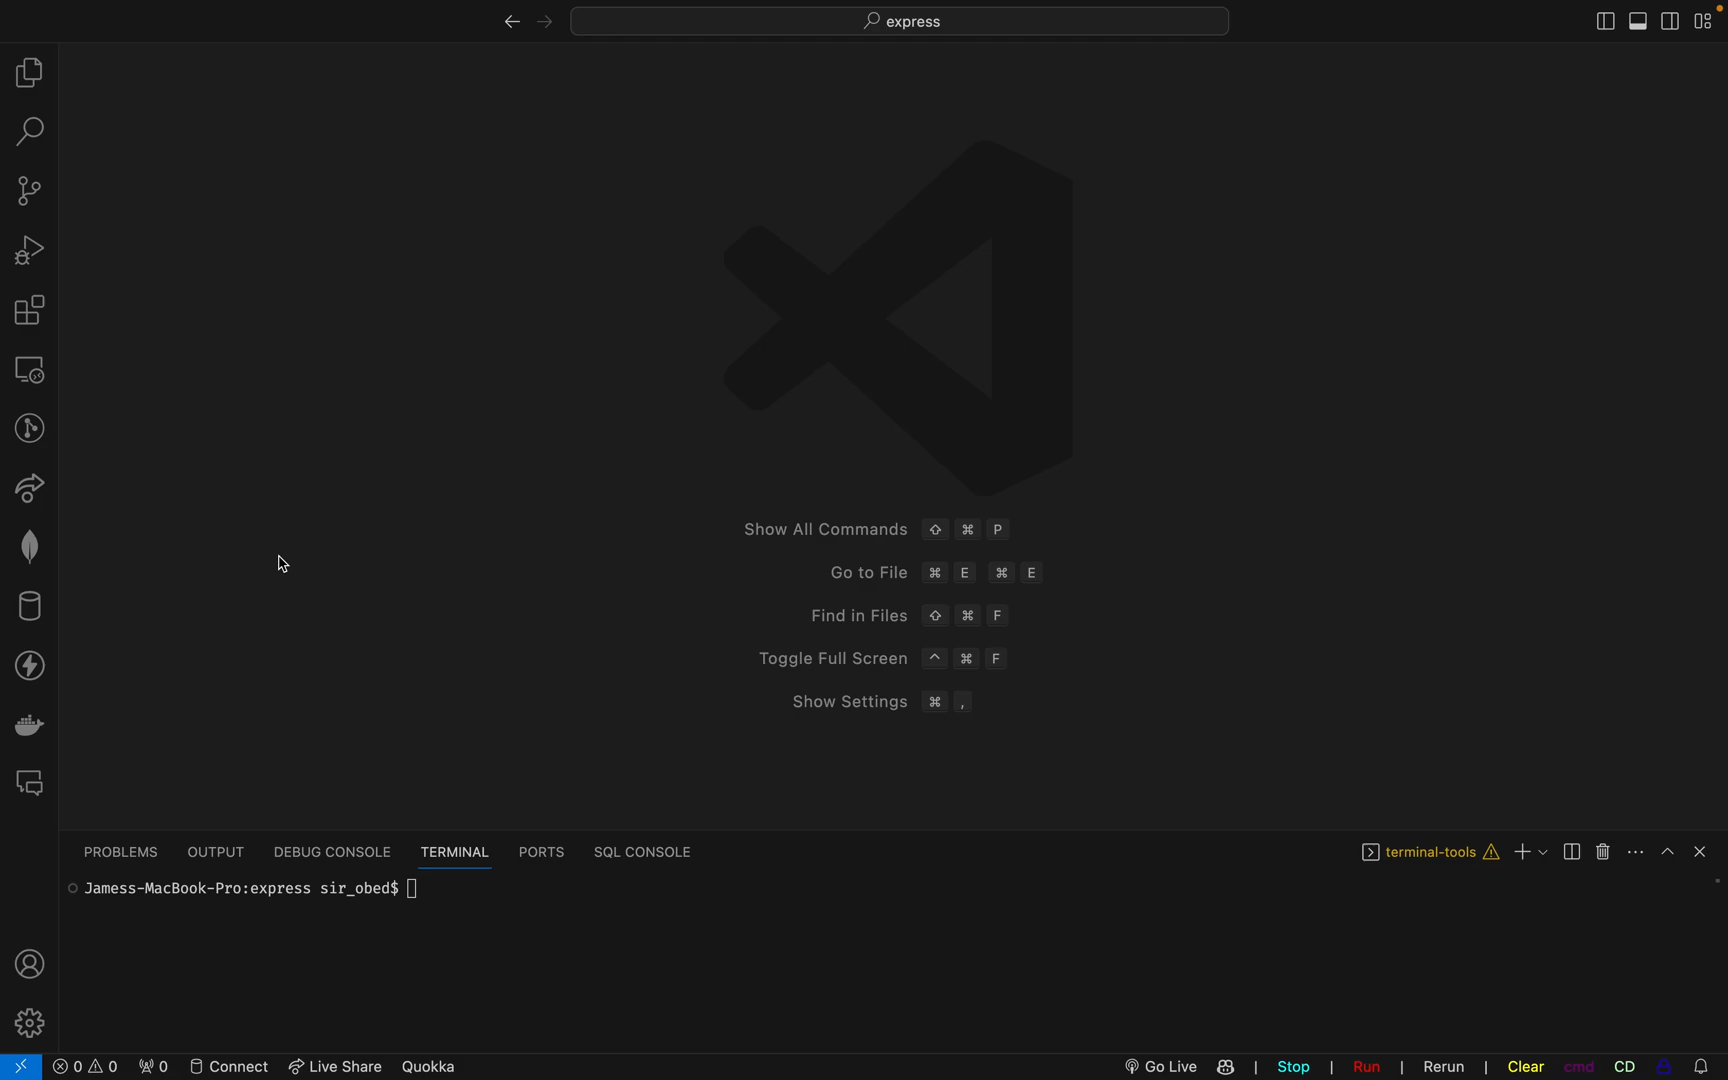 express
Show All Commands ⇧ ⌘ P
Go to File ⌘ E ⌘ E
Find in Files ⇧ ⌘ F
Toggle Full Screen ^ ⌘ F
Show Settings ⌘ ,
PROBLEMS OUTPUT DEBUG CONSOLE TERMINAL PORTS SQL CONSOLE terminal-tools
Jamess-MacBook-Pro:express sir_obed$
0 0 0 Connect Live Share Quokka Go Live | Stop | Run | Rerun | Clear cmd CD